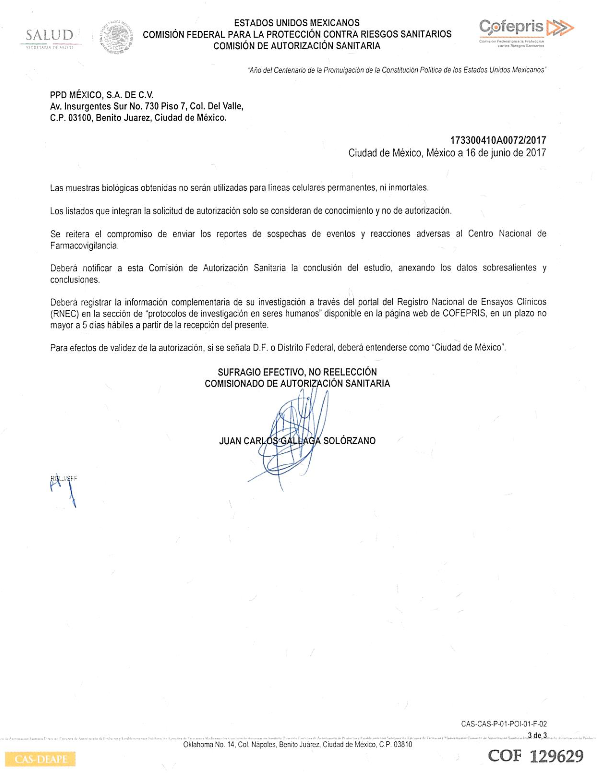 SALUD
SECRETARÍA DE SALUD
ESTADOS UNIDOS MEXICANOS
COMISIÓN FEDERAL PARA LA PROTECCIÓN CONTRA RIESGOS SANITARIOS
COMISIÓN DE AUTORIZACIÓN SANITARIA
Cofepris
Comisión Federal para la Protección
contra Riesgos Sanitarios
"Año del Centenario de la Promulgación de la Constitución Política de los Estados Unidos Mexicanos"
PPD MÉXICO, S.A. DE C.V.
Av. Insurgentes Sur No. 730 Piso 7, Col. Del Valle,
C.P. 03100, Benito Juarez, Ciudad de México.
173300410A0072/2017
Ciudad de México, México a 16 de junio de 2017
Las muestras biológicas obtenidas no serán utilizadas para líneas celulares permanentes, ni inmortales.
Los listados que integran la solicitud de autorización solo se consideran de conocimiento y no de autorización.
Se reitera el compromiso de enviar los reportes de sospechas de eventos y reacciones adversas al Centro Nacional de
Farmacovigilancia.
Deberá notificar a esta Comisión de Autorización Sanitaria la conclusión del estudio, anexando los datos sobresalientes y
conclusiones.
Deberá registrar la información complementaria de su investigación a través del portal del Registro Nacional de Ensayos Clínicos
(RNEC) en la sección de "protocolos de investigación en seres humanos" disponible en la página web de COFEPRIS, en un plazo no
mayor a 5 días hábiles a partir de la recepción del presente.
Para efectos de validez de la autorización, si se señala D.F. o Distrito Federal, deberá entenderse como "Ciudad de México".
SUFRAGIO EFECTIVO, NO REELECCIÓN
COMISIONADO DE AUTORIZACIÓN SANITARIA
JUAN CARLOS GALLAGA SOLÓRZANO
CAS-CAS-P-01-POI-01-F-02
3 de 3
Oklahoma No. 14, Col. Napoles, Benito Juarez. Ciudad de México, C.P. 03810
CAS-DEAPE
COF 129629